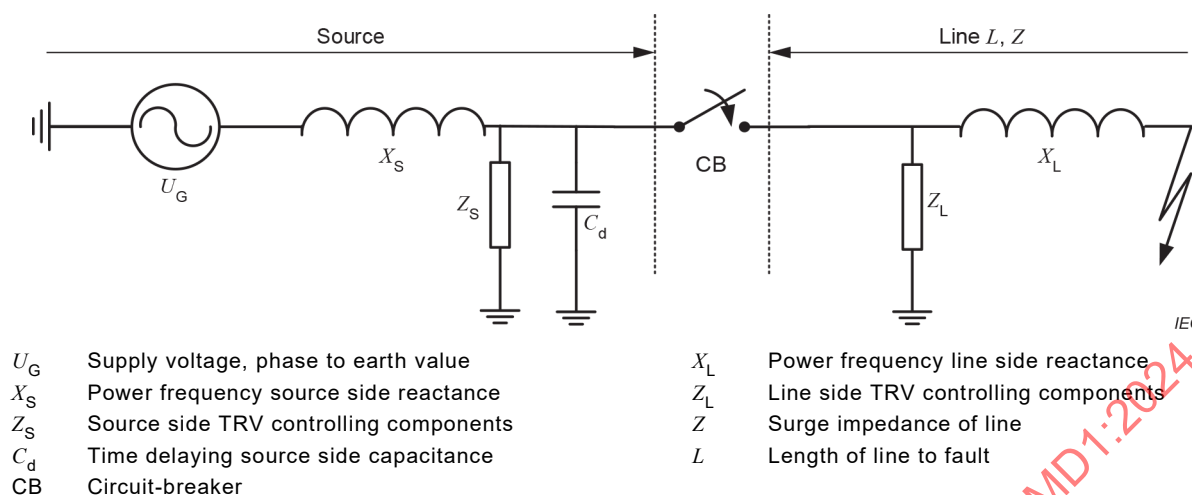 Source
Line L, Z
X_S
CB
X_L
U_G
Z_S
C_d
Z_L
U_G Supply voltage, phase to earth value
X_S Power frequency source side reactance
Z_S Source side TRV controlling components
C_d Time delaying source side capacitance
CB Circuit-breaker
X_L Power frequency line side reactance
Z_L Line side TRV controlling components
Z Surge impedance of line
L Length of line to fault